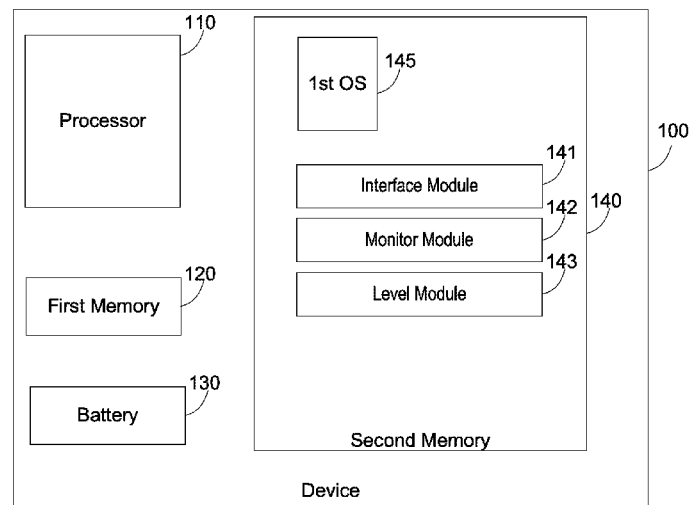 110
Processor
1st OS
145
100
Interface Module
141
Monitor Module
142
140
Level Module
143
First Memory
120
Battery
130
Second Memory
Device